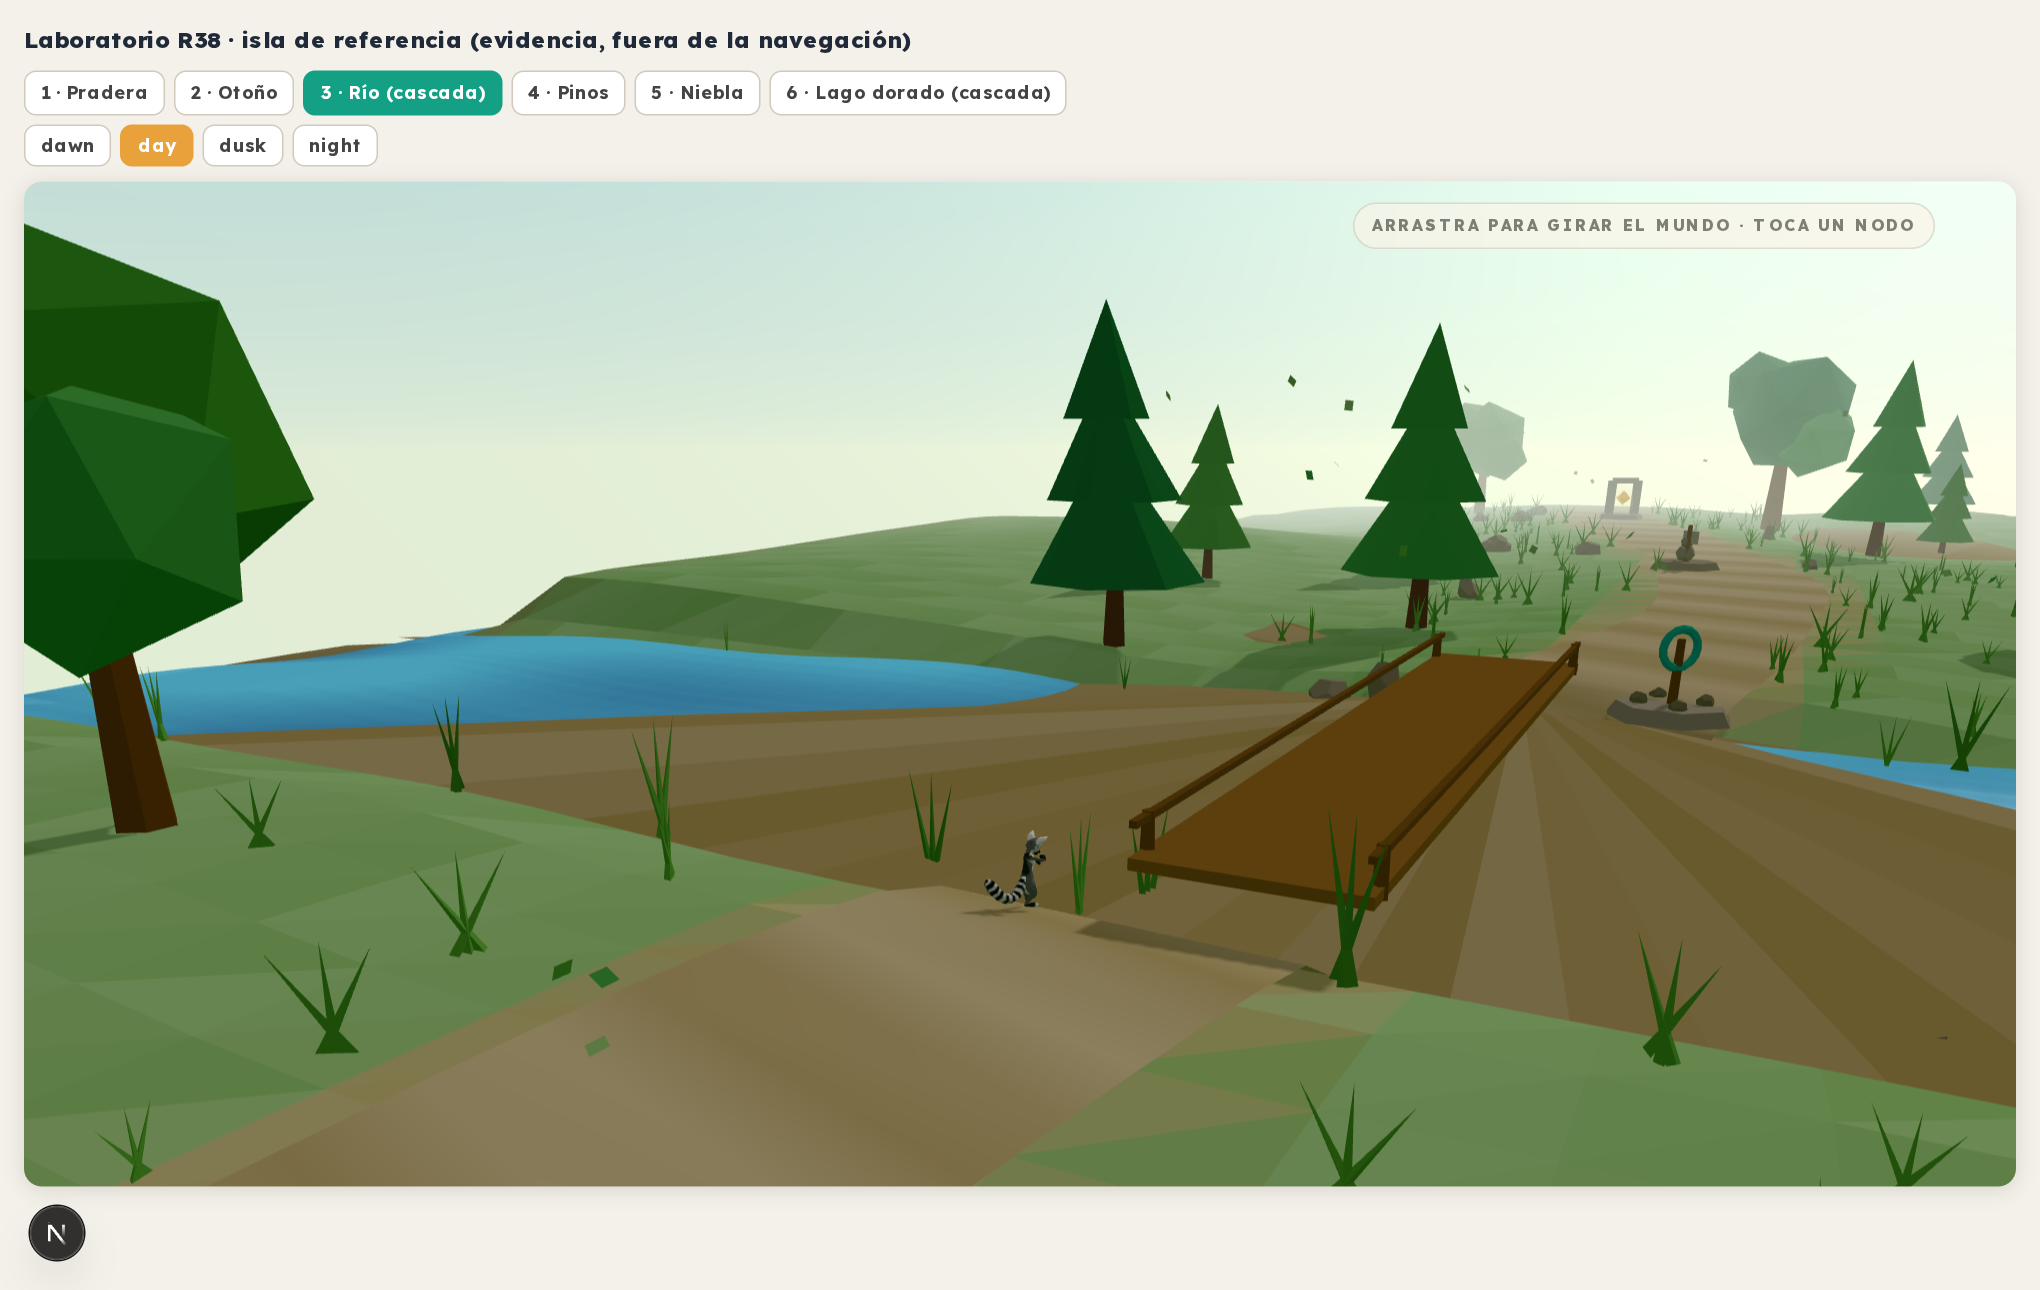 Laboratorio R38 · isla de referencia (evidencia, fuera de la navegación)
1 · Pradera 2 · Otoño 3 · Río (cascada) 4 · Pinos 5 · Niebla 6 · Lago dorado (cascada)
dawn day dusk night
ARRASTRA PARA GIRAR EL MUNDO · TOCA UN NODO
N